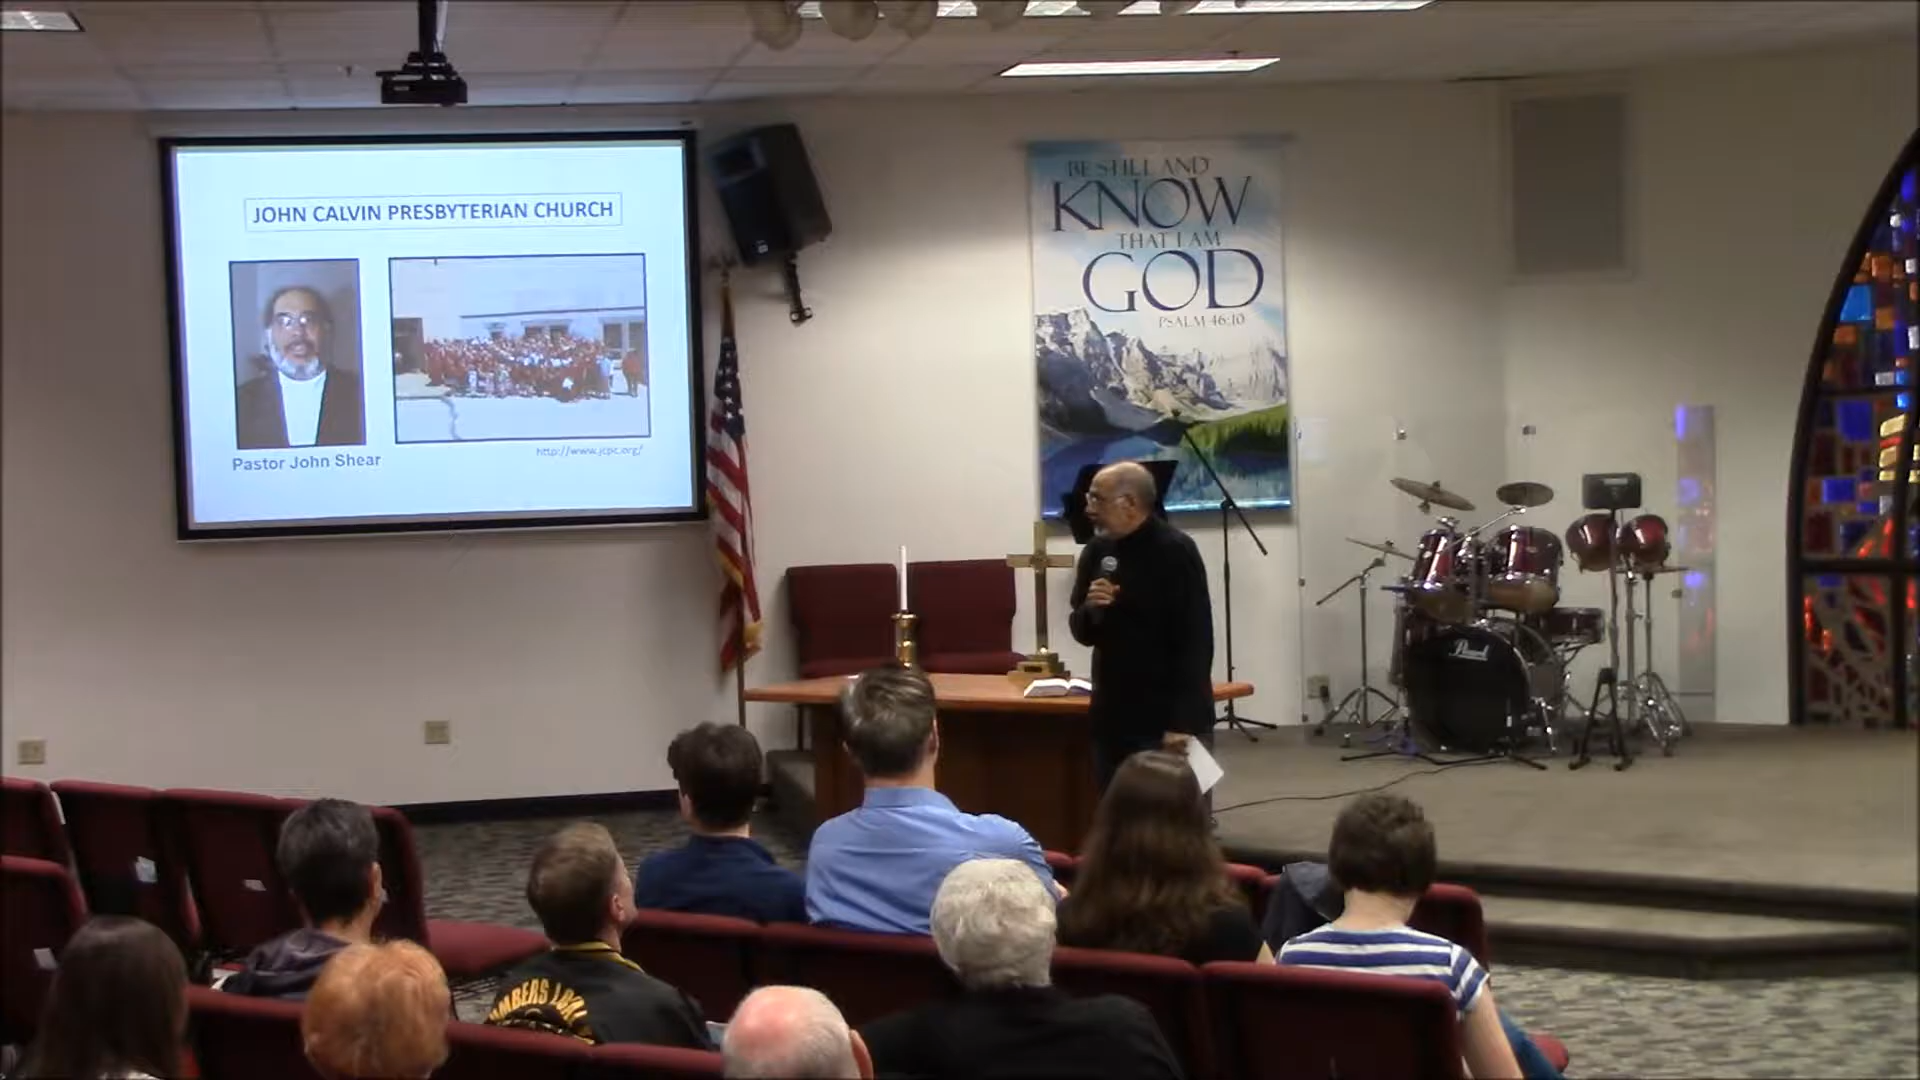 JOHN CALVIN PRESBYTERIAN CHURCH
Pastor John Shear
http://www.jcpc.org/
BE STILL AND
KNOW
THAT I AM
GOD
PSALM 46:10
Pearl